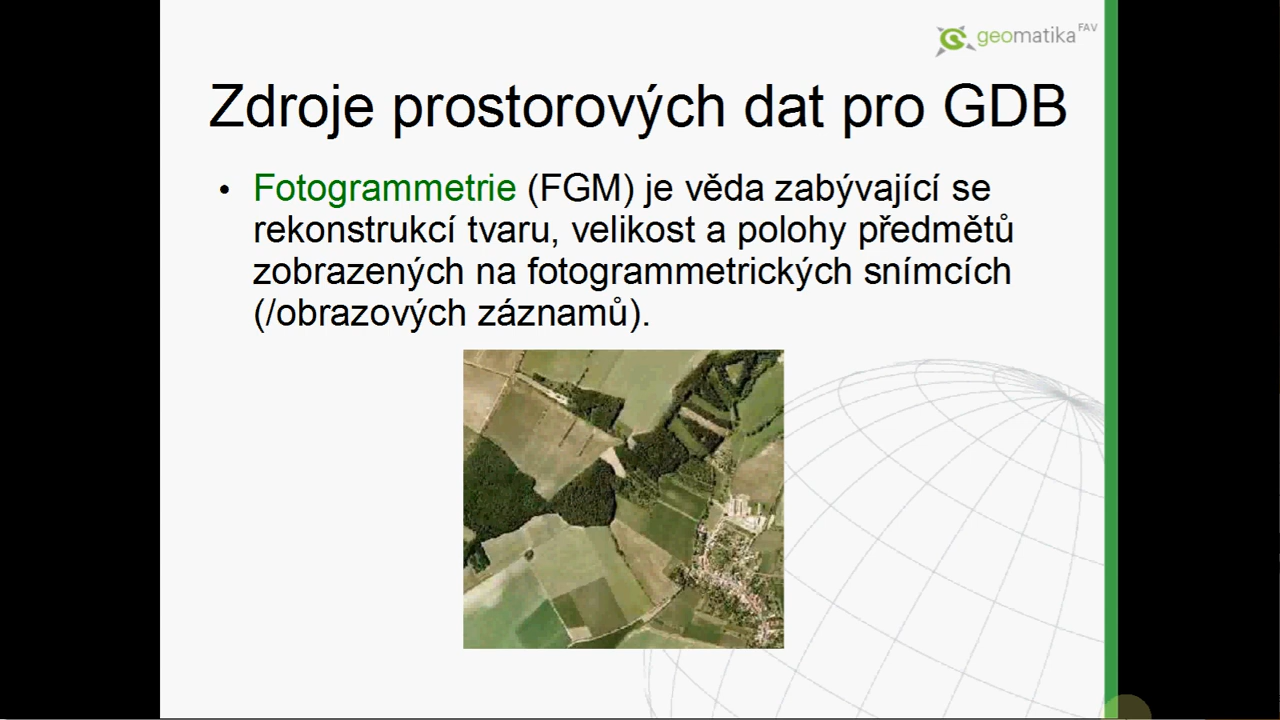 geomatika FAV
Zdroje prostorových dat pro GDB
• Fotogrammetrie (FGM) je věda zabývající se
rekonstrukcí tvaru, velikost a polohy předmětů
zobrazených na fotogrammetrických snímcích
(/obrazových záznamů).